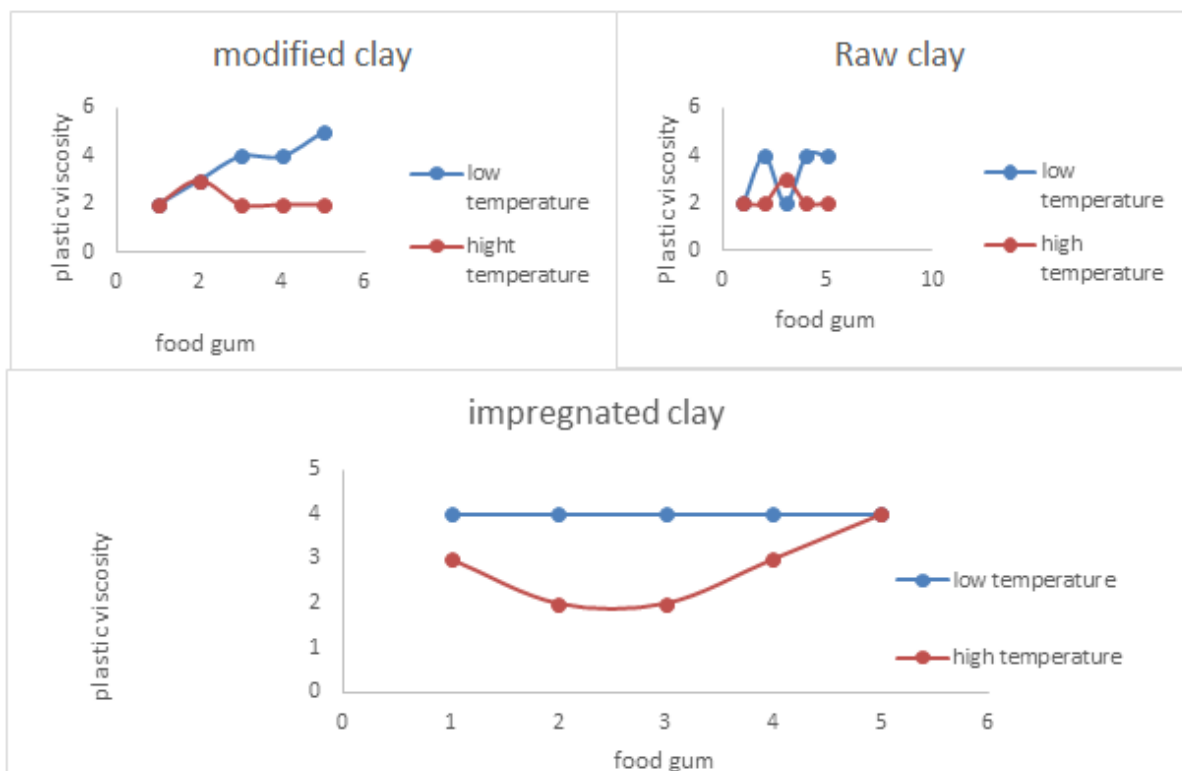 modified clay
plastic viscosity
6
4
2
0
0 2 4 6
food gum
low
temperature
hight
temperature
Raw clay
Plastic viscosity
6
4
2
0
0 5 10
food gum
low
temperature
high
temperature
impregnated clay
plastic viscosity
5
4
3
2
1
0
0 1 2 3 4 5 6
food gum
low temperature
high temperature